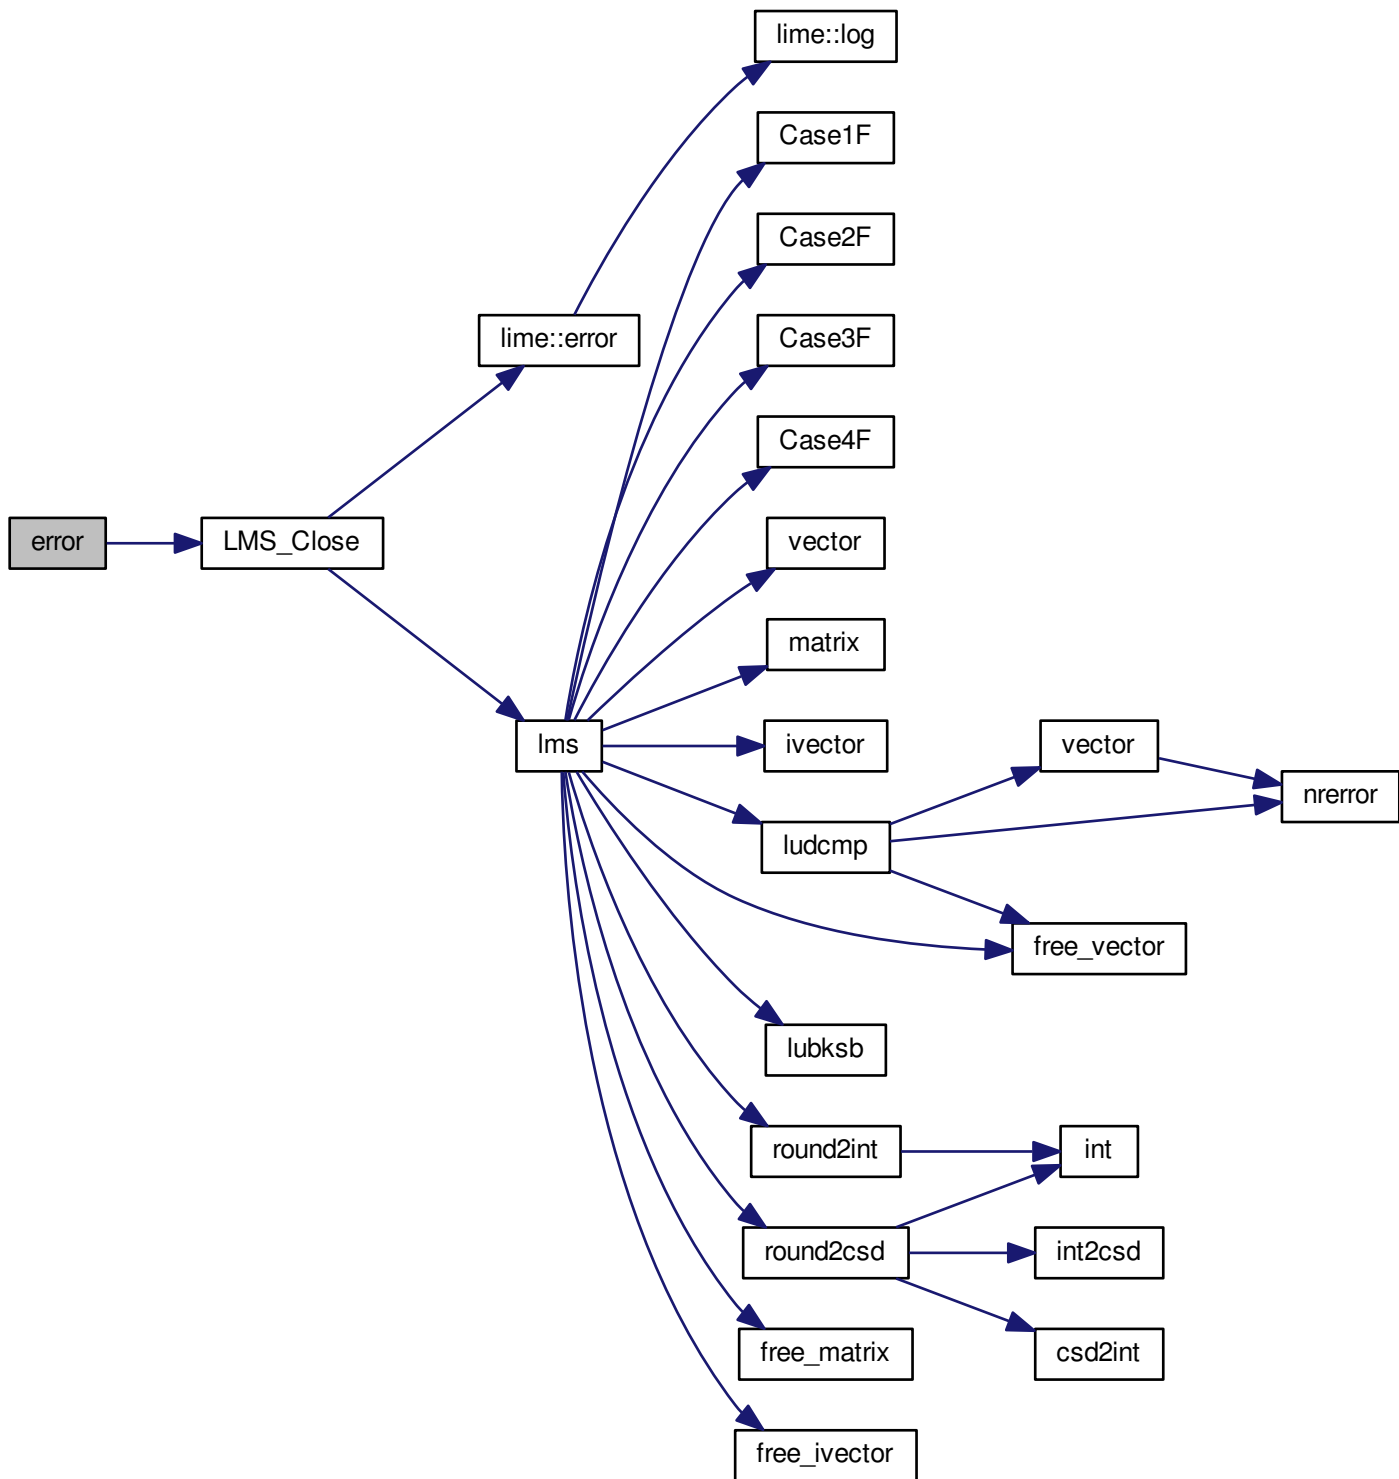 lime::log
Case1F
Case2F
lime::error
Case3F
Case4F
error
LMS_Close
vector
matrix
lms
ivector
vector
nrerror
ludcmp
free_vector
lubksb
round2int
int
round2csd
int2csd
free_matrix
csd2int
free_ivector